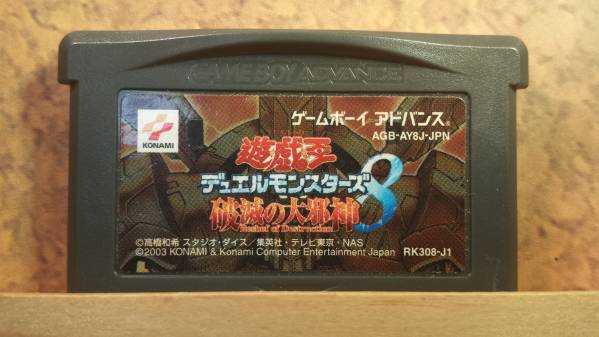 GAME BOY ADVANCE
KONAMI
ゲームボーイ アドバンス
AGB-AY8J-JPN
遊戯王
デュエルモンスターズ8
破滅の大邪神
Reshef of Destruction
©高橋和希 スタジオ・ダイス／集英社・テレビ東京・NAS
©2003 KONAMI & Konami Computer Entertainment Japan
RK308-J1